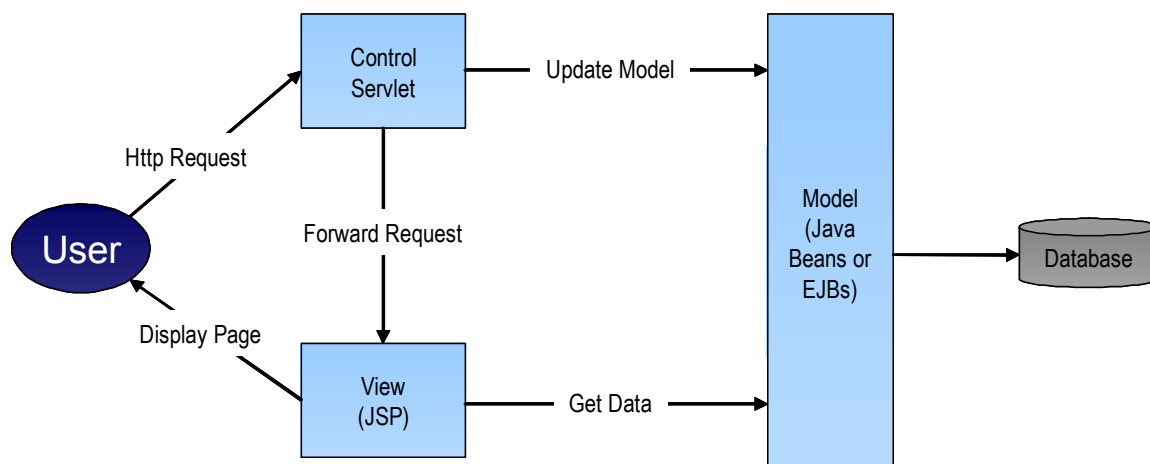 Control
Servlet
Update Model
Http Request
User
Forward Request
Model
(Java
Beans or
EJBs)
Database
Display Page
View
(JSP)
Get Data